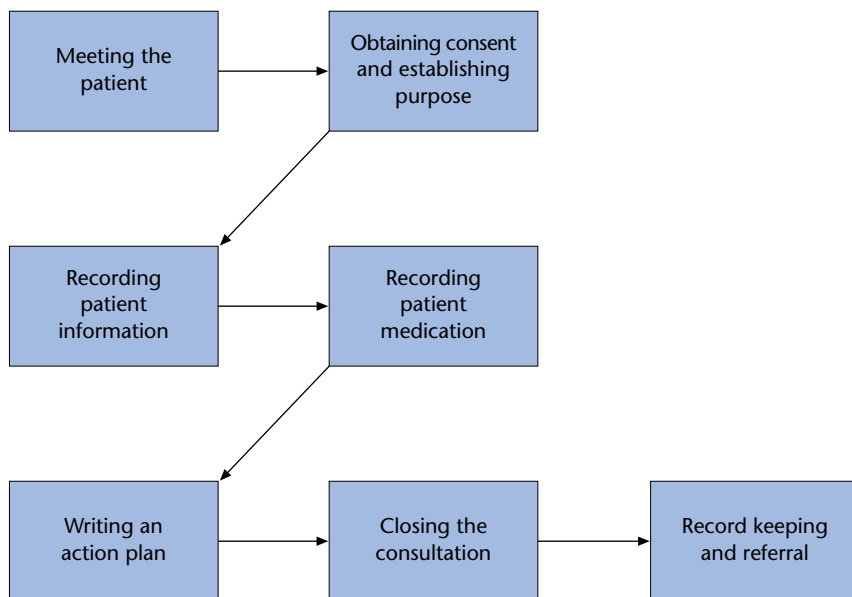 Meeting the
patient
Obtaining consent
and establishing
purpose
Recording
patient
information
Recording
patient
medication
Writing an
action plan
Closing the
consultation
Record keeping
and referral